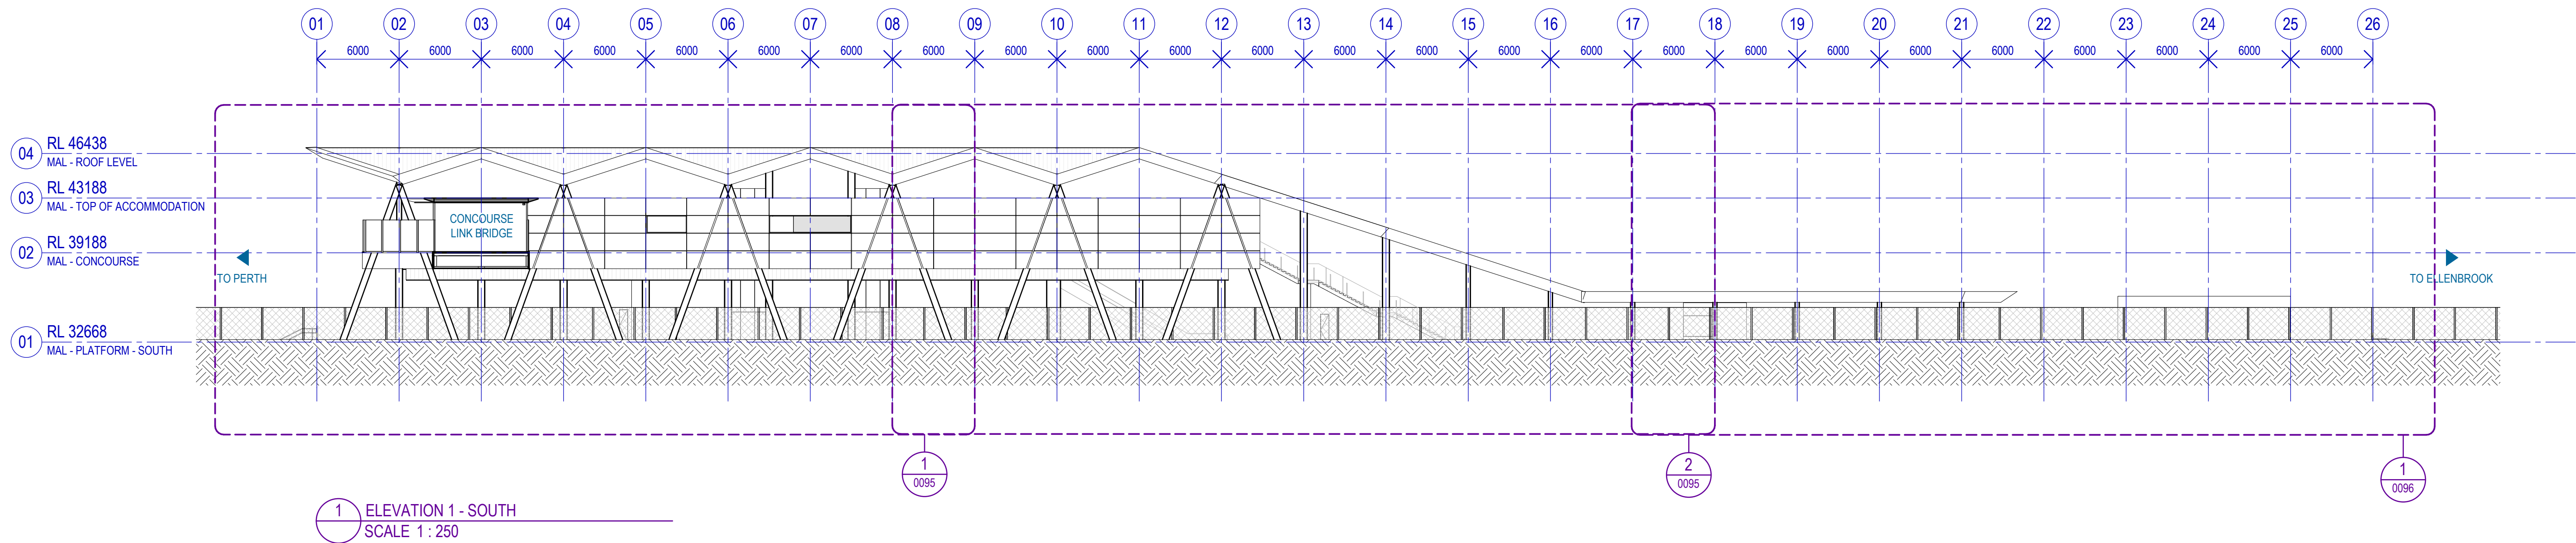 01 02 03 04 05 06 07 08 09 10 11 12 13 14 15 16 17 18 19 20 21 22 23 24 25 26
6000 6000 6000 6000 6000 6000 6000 6000 6000 6000 6000 6000 6000 6000 6000 6000 6000 6000 6000 6000 6000 6000 6000 6000 6000
04 RL 46438
MAL - ROOF LEVEL
03 RL 43188
MAL - TOP OF ACCOMMODATION
CONCOURSE
LINK BRIDGE
02 RL 39188
MAL - CONCOURSE
TO PERTH
TO ELLENBROOK
01 RL 32668
MAL - PLATFORM - SOUTH
1
0095
2
0095
1
0096
1 ELEVATION 1 - SOUTH
SCALE 1 : 250